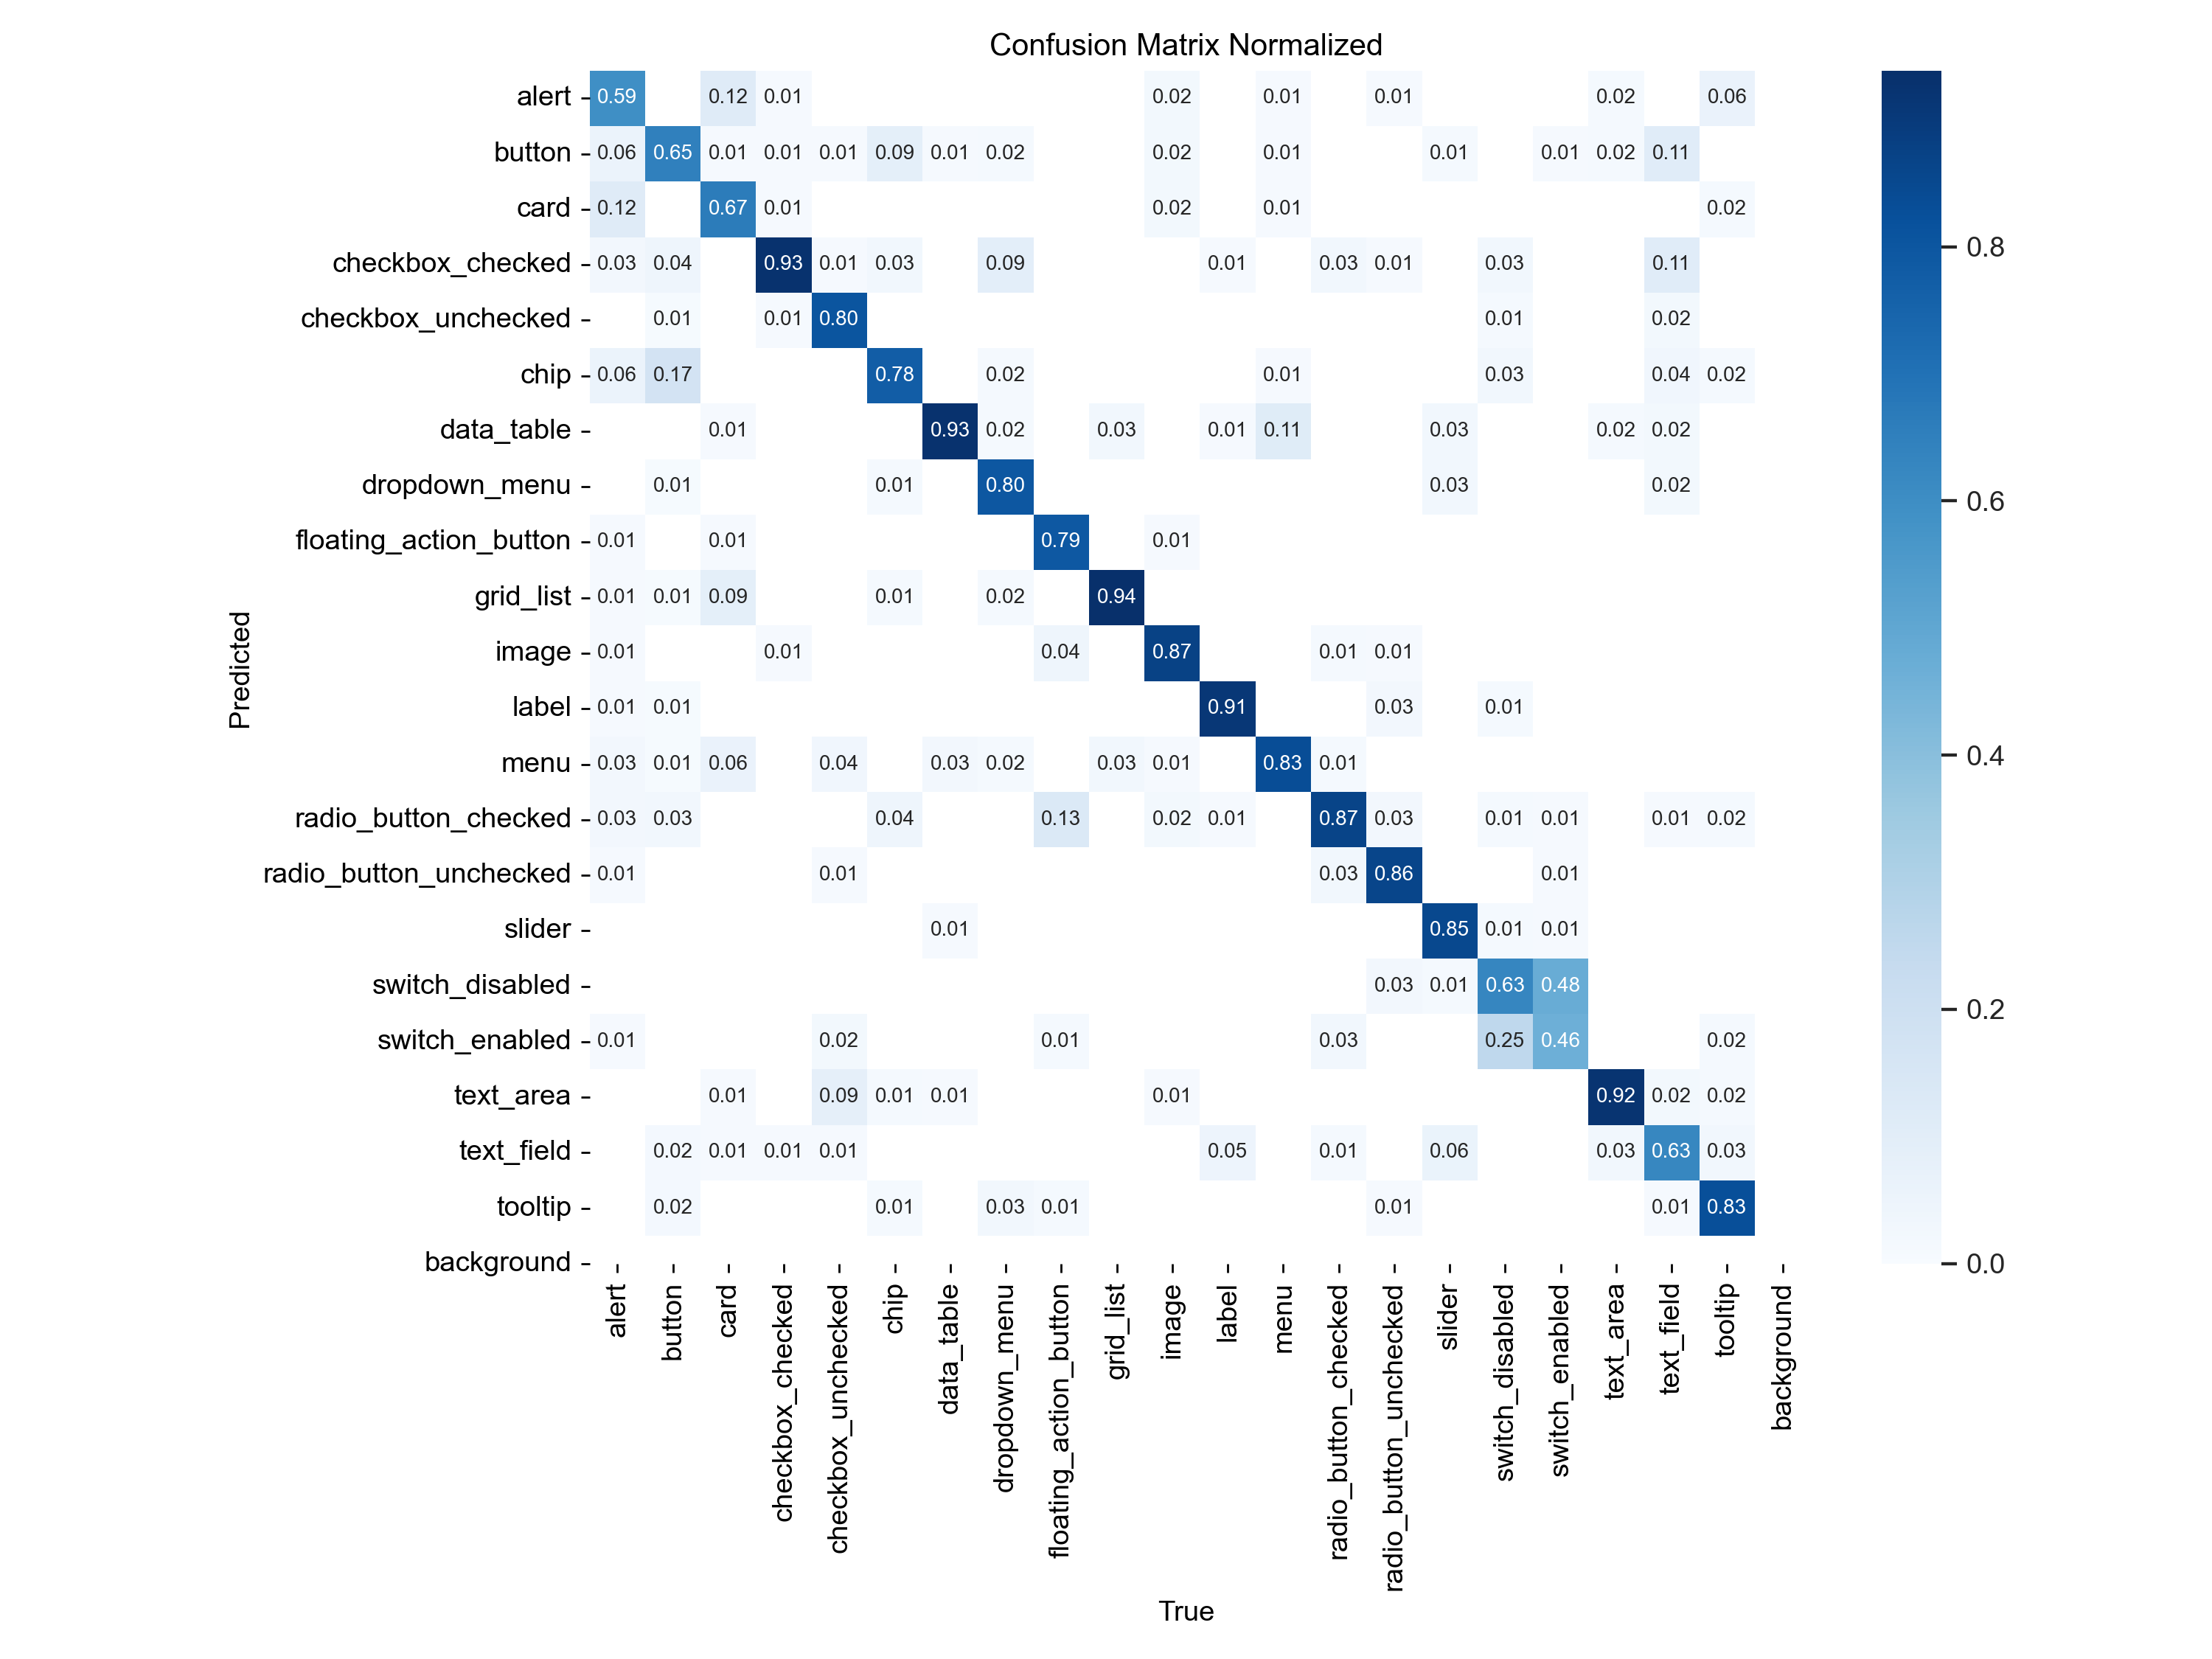 Confusion Matrix Normalized
alert 0.59 0.12 0.01 0.02 0.01 0.01 0.02 0.06
button 0.06 0.65 0.01 0.01 0.01 0.09 0.01 0.02 0.02 0.01 0.01 0.01 0.02 0.11
card 0.12 0.67 0.01 0.02 0.01 0.02
checkbox_checked 0.03 0.04 0.93 0.01 0.03 0.09 0.01 0.03 0.01 0.03 0.11
checkbox_unchecked 0.01 0.01 0.80 0.01 0.02
chip 0.06 0.17 0.78 0.02 0.01 0.03 0.04 0.02
data_table 0.01 0.93 0.02 0.03 0.01 0.11 0.03 0.02 0.02
dropdown_menu 0.01 0.01 0.80 0.03 0.02
floating_action_button 0.01 0.01 0.79 0.01
grid_list 0.01 0.01 0.09 0.01 0.02 0.94
image 0.01 0.01 0.04 0.87 0.01 0.01
label 0.01 0.01 0.91 0.03 0.01
menu 0.03 0.01 0.06 0.04 0.03 0.02 0.03 0.01 0.83 0.01
radio_button_checked 0.03 0.03 0.04 0.13 0.02 0.01 0.87 0.03 0.01 0.01 0.01 0.02
radio_button_unchecked 0.01 0.01 0.03 0.86 0.01
slider 0.01 0.85 0.01 0.01
switch_disabled 0.03 0.01 0.63 0.48
switch_enabled 0.01 0.02 0.01 0.03 0.25 0.46 0.02
text_area 0.01 0.09 0.01 0.01 0.01 0.92 0.02 0.02
text_field 0.02 0.01 0.01 0.01 0.05 0.01 0.06 0.03 0.63 0.03
tooltip 0.02 0.01 0.03 0.01 0.01 0.01 0.83
background
Predicted
alert
button
card
checkbox_checked
checkbox_unchecked
chip
data_table
dropdown_menu
floating_action_button
grid_list
image
label
menu
radio_button_checked
radio_button_unchecked
slider
switch_disabled
switch_enabled
text_area
text_field
tooltip
background
True
0.8
0.6
0.4
0.2
0.0